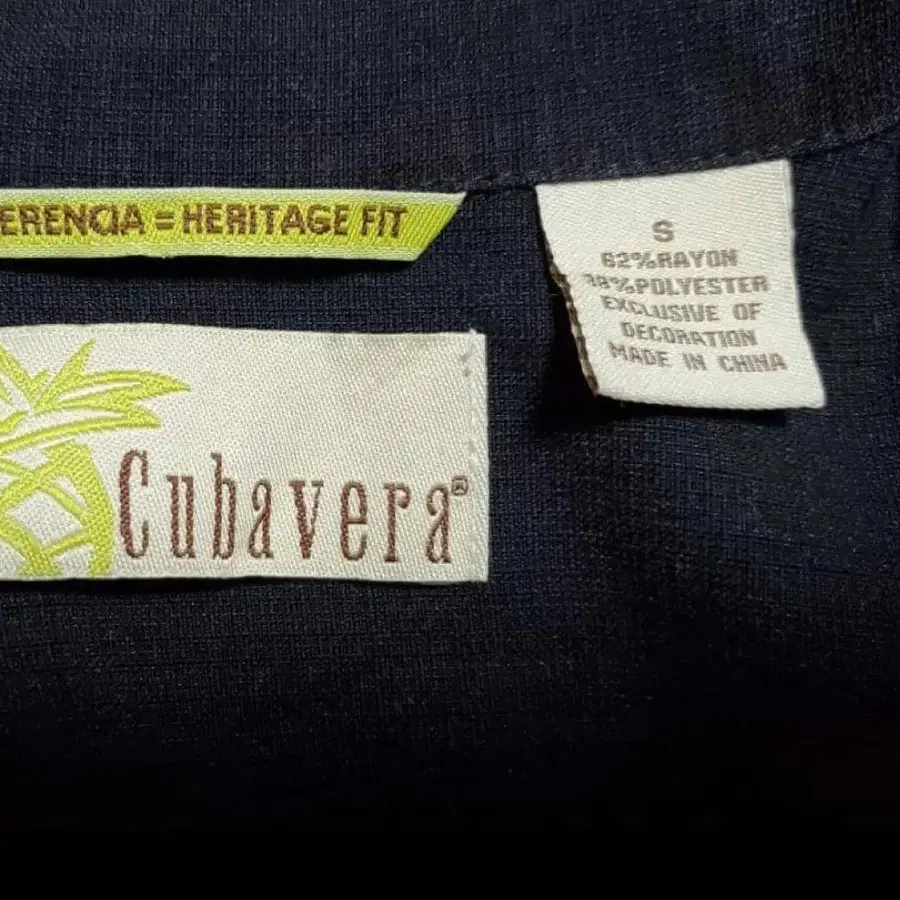 ERENCIA = HERITAGE FIT
S
62%RAYON
38%POLYESTER
EXCLUSIVE OF
DECORATION
MADE IN CHINA
Cubavera®